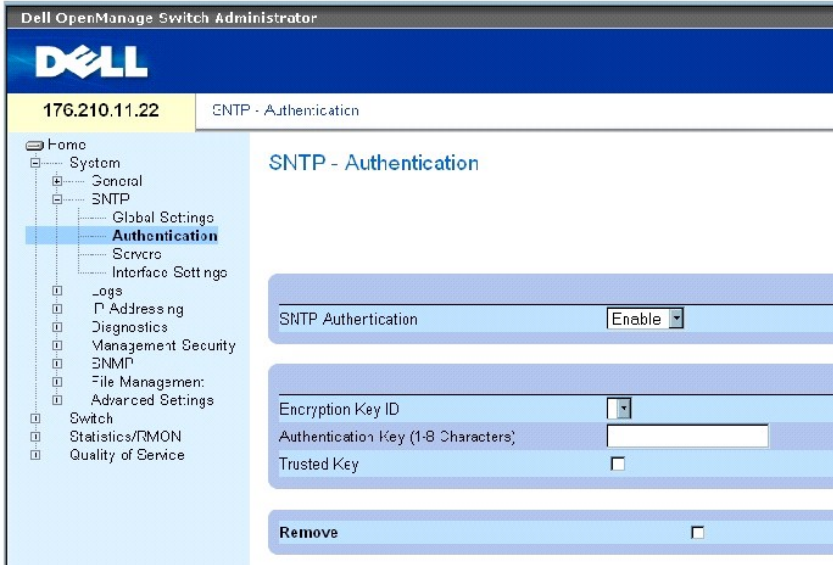 Dell OpenManage Switch Administrator
DELL
176.210.11.22
SNTP - Authentication
Home
System
General
SNTP
Global Settings
Authentication
Servers
Interface Settings
Logs
IP Addressing
Diagnostics
Management Security
SNMP
File Management
Advanced Settings
Switch
Statistics/RMON
Quality of Service
SNTP - Authentication
SNTP Authentication
Enable
Encryption Key ID
Authentication Key (1-8 Characters)
Trusted Key
Remove